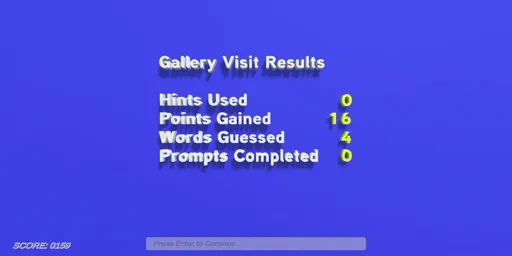 Gallery Visit Results
Hints Used 0
Points Gained 16
Words Guessed 4
Prompts Completed 0
Press Enter to Continue...
SCORE: 0159